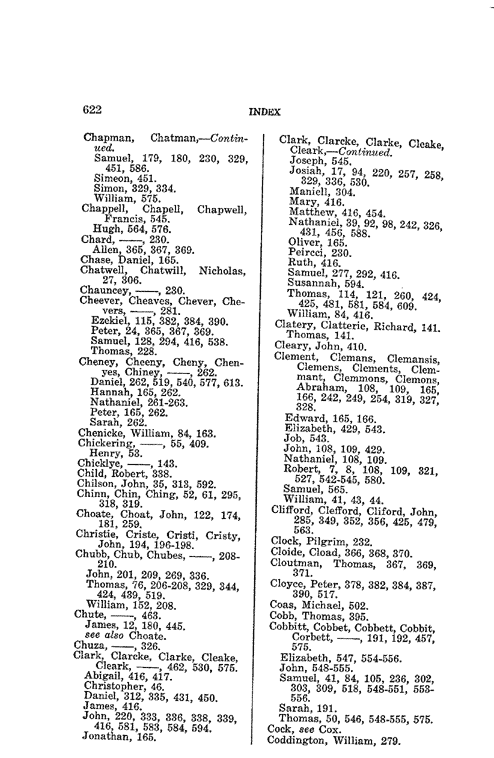 622
INDEX
Chapman, Chatman,—Contin-
ued.
Samuel, 179, 180, 230, 329,
451, 586.
Simeon, 451.
Simon, 329, 334.
William, 575.
Chappell, Chapell, Chapwell,
Francis, 545.
Hugh, 564, 576.
Chard, ——, 230.
Allen, 365, 367, 369.
Chase, Daniel, 165.
Chatwell, Chatwill, Nicholas,
27, 306.
Chauncey, ——, 230.
Cheever, Cheaves, Chever, Che-
vers, ——, 281.
Ezekiel, 115, 382, 384, 390.
Peter, 24, 365, 367, 369.
Samuel, 128, 294, 416, 538.
Thomas, 228.
Cheney, Cheeny, Cheny, Chen-
yes, Chiney, ——, 262.
Daniel, 262, 519, 540, 577, 613.
Hannah, 165, 262.
Nathaniel, 261-263.
Peter, 165, 262.
Sarah, 262.
Chenicke, William, 84, 163.
Chickering, ——, 55, 409.
Henry, 53.
Chicklye, ——, 143.
Child, Robert, 338.
Chilson, John, 35, 313, 592.
Chinn, Chin, Ching, 52, 61, 295,
318, 319.
Choate, Choat, John, 122, 174,
181, 259.
Christie, Criste, Cristi, Cristy,
John, 194, 196-198.
Chubb, Chub, Chubes, ——, 208-
210.
John, 201, 209, 269, 336.
Thomas, 76, 206-208, 329, 344,
424, 439, 519.
William, 152, 208.
Chute, ——, 463.
James, 12, 180, 445.
see also Choate.
Chuza, ——, 326.
Clark, Clarcke, Clarke, Cleake,
Cleark, ——, 462, 530, 575.
Abigail, 416, 417.
Christopher, 46.
Daniel, 312, 335, 431, 450.
James, 416.
John, 220, 333, 336, 338, 339,
416, 581, 583, 584, 594.
Jonathan, 165.
Clark, Clarcke, Clarke, Cleake,
Cleark,—Continued.
Joseph, 545.
Josiah, 17, 94, 220, 257, 258,
329, 336, 530.
Maniell, 304.
Mary, 416.
Matthew, 416, 454.
Nathaniel, 39, 92, 98, 242, 326,
431, 456, 588.
Oliver, 165.
Peircci, 230.
Ruth, 416.
Samuel, 277, 292, 416.
Susannah, 594.
Thomas, 114, 121, 260, 424,
425, 481, 581, 584, 609.
William, 84, 416.
Clatery, Clatterie, Richard, 141.
Thomas, 141.
Cleary, John, 410.
Clement, Clemans, Clemansis,
Clemens, Clements, Clem-
mant, Clemmons, Clemons,
Abraham, 108, 109, 165,
166, 242, 249, 254, 319, 327,
328.
Edward, 165, 166.
Elizabeth, 429, 543.
Job, 543.
John, 108, 109, 429.
Nathaniel, 108, 109.
Robert, 7, 8, 108, 109, 321,
527, 542-545, 580.
Samuel, 565.
William, 41, 43, 44.
Clifford, Clefford, Cliford, John,
285, 349, 352, 356, 425, 479,
563.
Clock, Pilgrim, 232.
Cloide, Cload, 366, 368, 370.
Cloutman, Thomas, 367, 369,
371.
Cloyce, Peter, 378, 382, 384, 387,
390, 517.
Coas, Michael, 502.
Cobb, Thomas, 395.
Cobbitt, Cobbet, Cobbett, Cobbit,
Corbett, ——, 191, 192, 457,
575.
Elizabeth, 547, 554-556.
John, 548-555.
Samuel, 41, 84, 105, 236, 302,
303, 309, 518, 548-551, 553-
556.
Sarah, 191.
Thomas, 50, 546, 548-555, 575.
Cock, see Cox.
Coddington, William, 279.